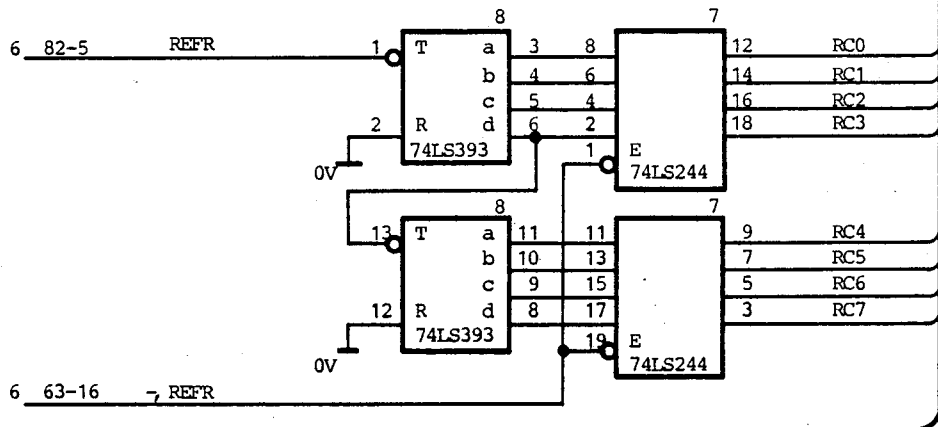 8 7
6 82-5 REFR 1 T a 3 8 12 RC0
b 4 6 14 RC1
c 5 4 16 RC2
2 R d 6 2 18 RC3
74LS393 1 E
0V 74LS244
8 7
13 T a 11 11 9 RC4
b 10 13 7 RC5
c 9 15 5 RC6
12 R d 8 17 3 RC7
74LS393 19 E
0V 74LS244
6 63-16 -, REFR